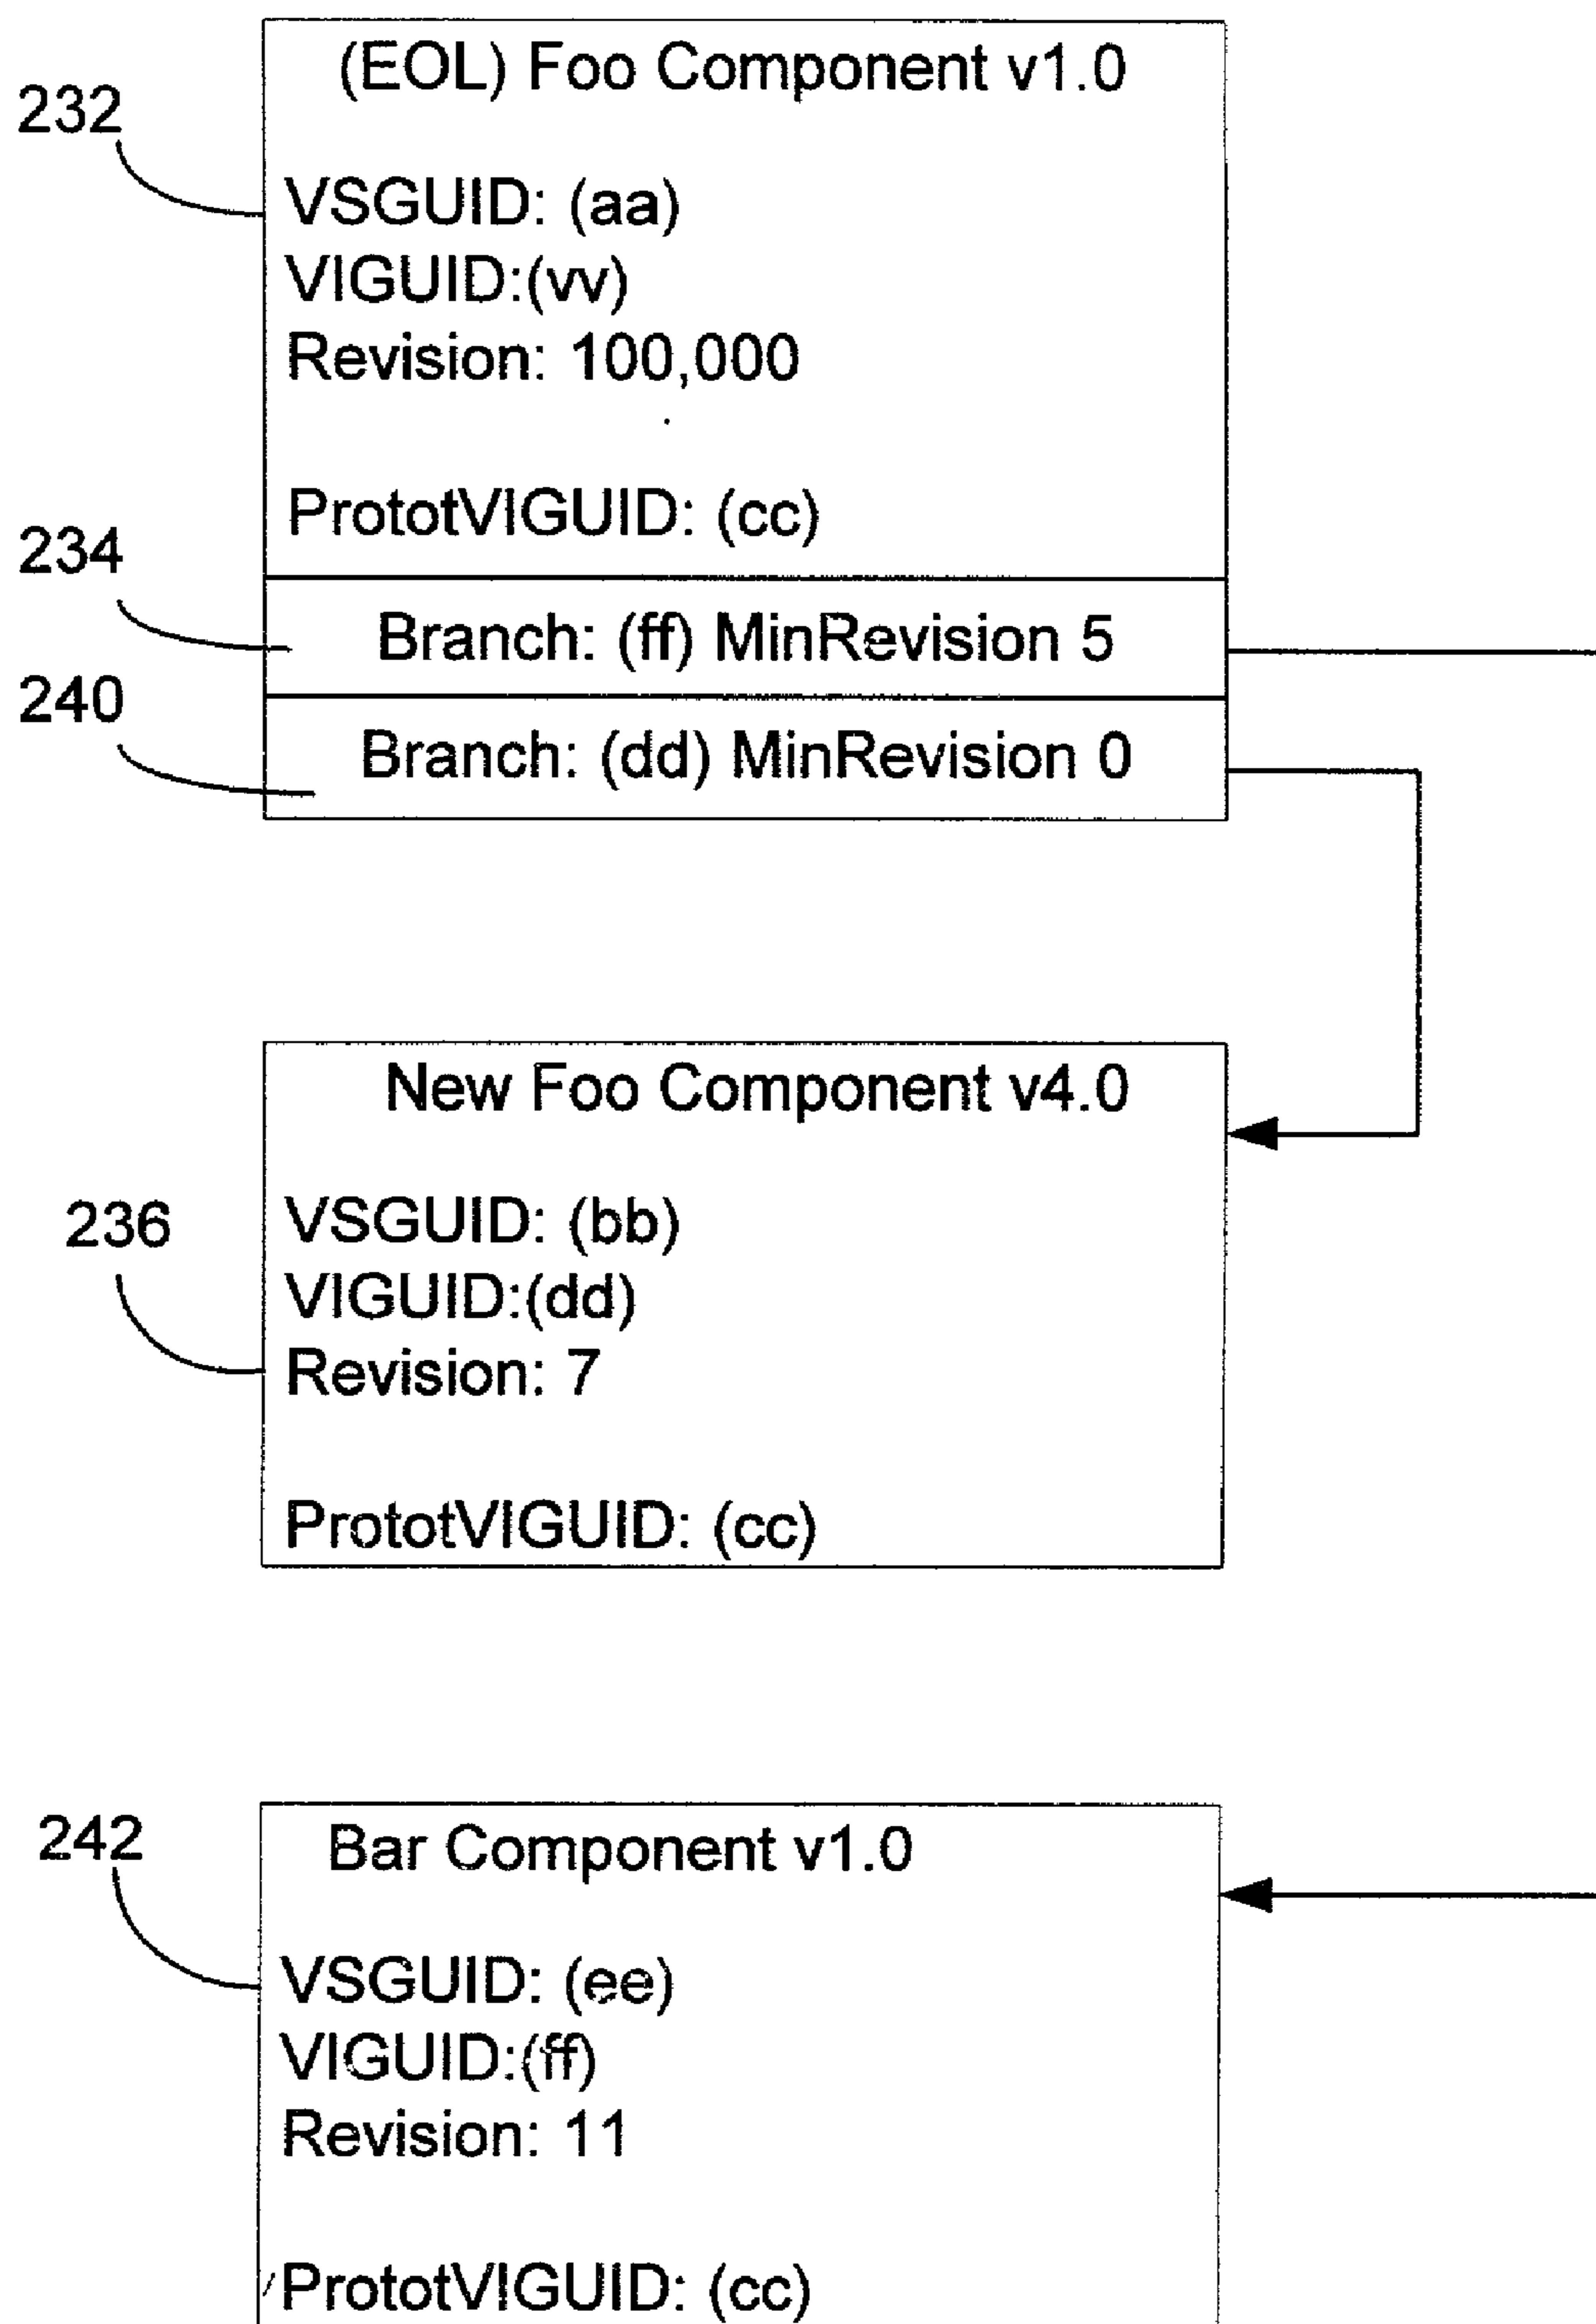 (EOL) Foo Component v1.0
232
VSGUID: (aa)
VIGUID:(vv)
Revision: 100,000
PrototVIGUID: (cc)
234
Branch: (ff) MinRevision 5
240
Branch: (dd) MinRevision 0
New Foo Component v4.0
236
VSGUID: (bb)
VIGUID:(dd)
Revision: 7
PrototVIGUID: (cc)
242
Bar Component v1.0
VSGUID: (ee)
VIGUID:(ff)
Revision: 11
PrototVIGUID: (cc)